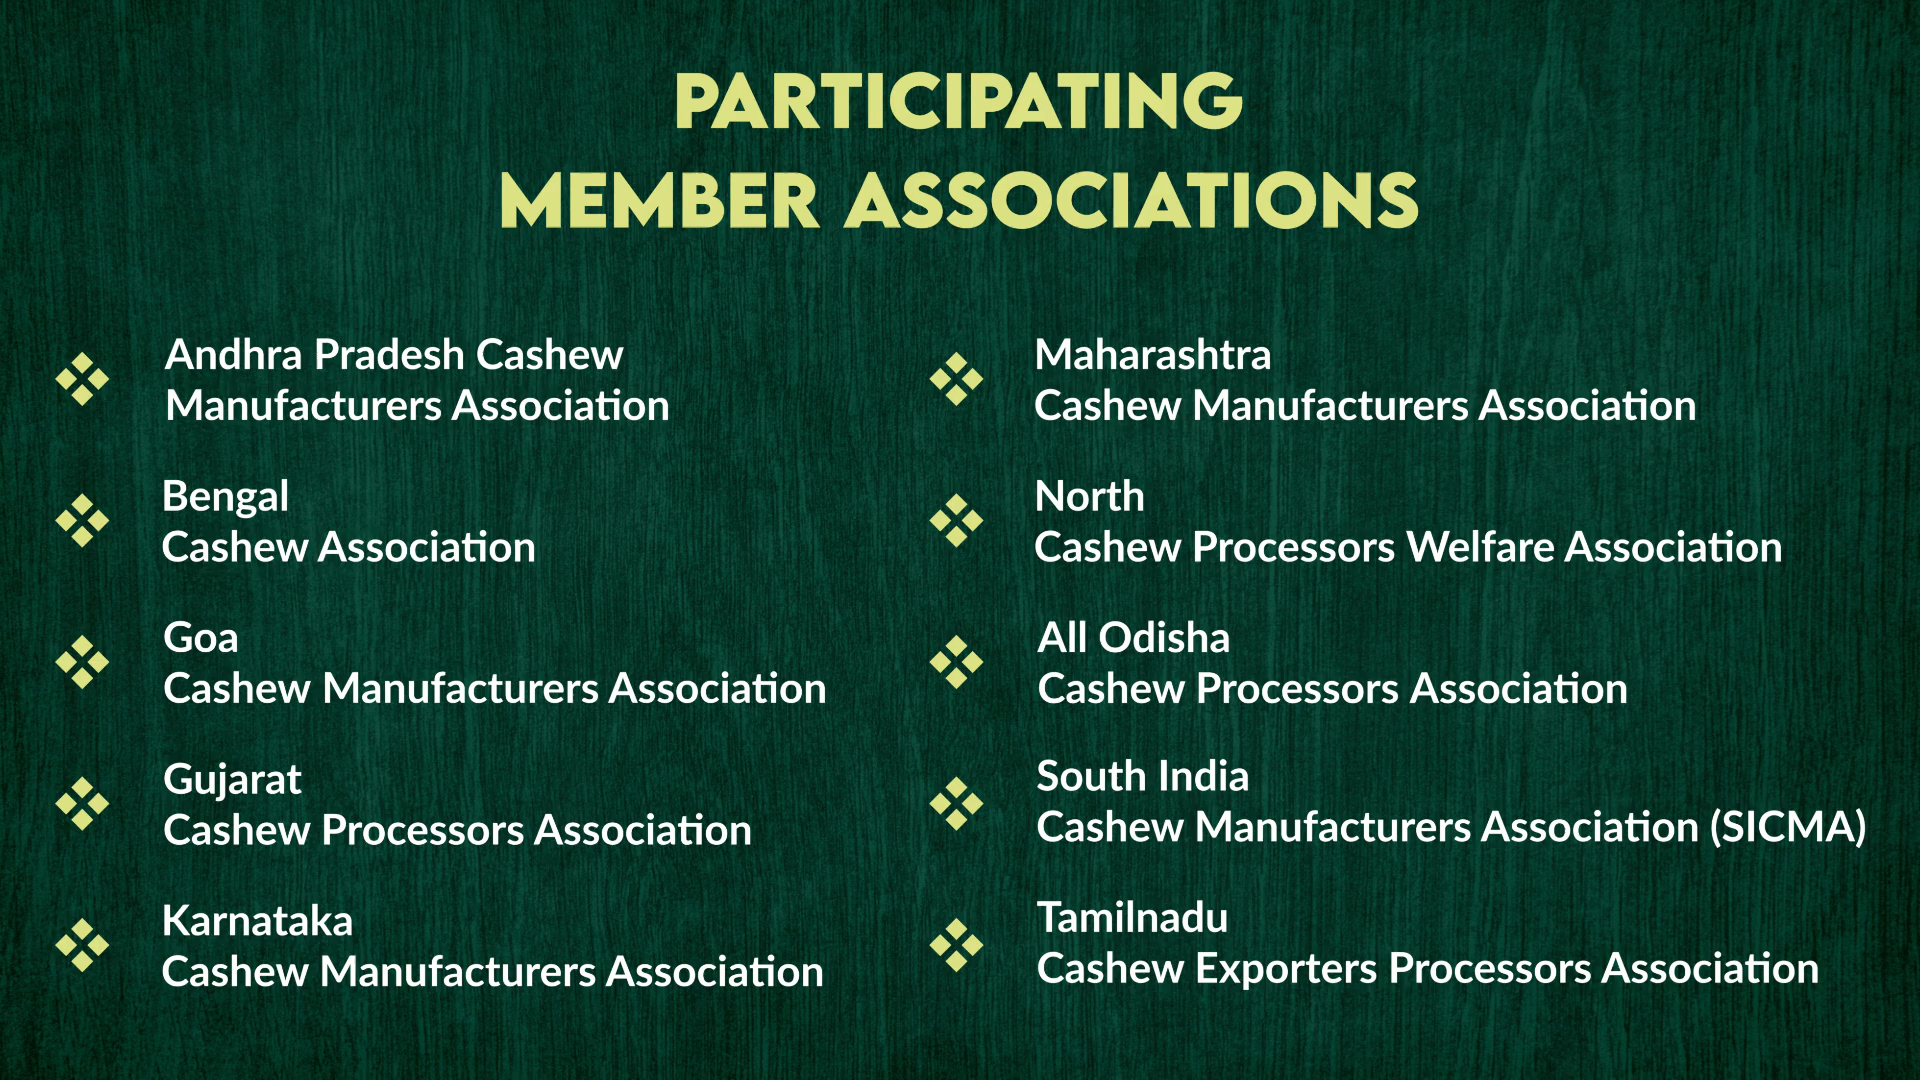 PARTICIPATING
MEMBER ASSOCIATIONS
Andhra Pradesh Cashew
Manufacturers Association
Bengal
Cashew Association
Goa
Cashew Manufacturers Association
Gujarat
Cashew Processors Association
Karnataka
Cashew Manufacturers Association
Maharashtra
Cashew Manufacturers Association
North
Cashew Processors Welfare Association
All Odisha
Cashew Processors Association
South India
Cashew Manufacturers Association (SICMA)
Tamilnadu
Cashew Exporters Processors Association